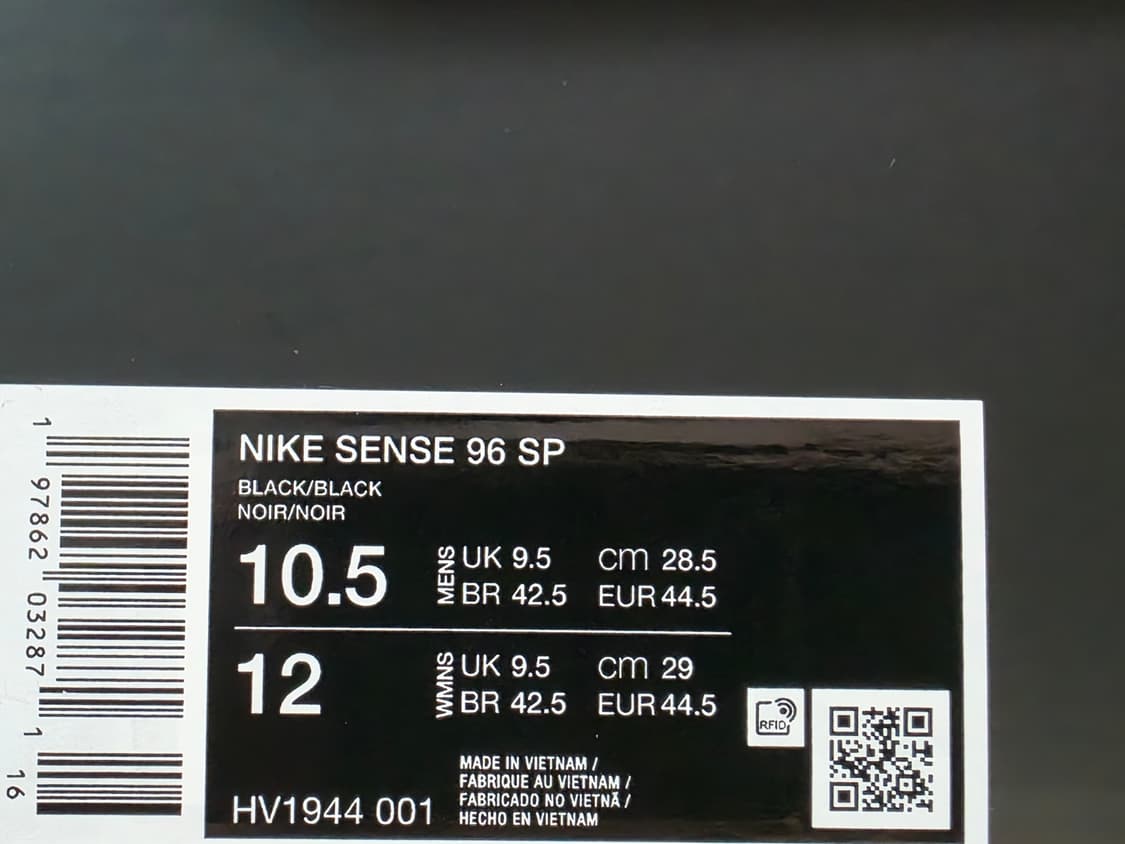 NIKE SENSE 96 SP
BLACK/BLACK
NOIR/NOIR
10.5 MENS UK 9.5 cm 28.5
BR 42.5 EUR 44.5
12 WMNS UK 9.5 cm 29
BR 42.5 EUR 44.5
RFID
MADE IN VIETNAM /
FABRIQUE AU VIETNAM /
FABRICADO NO VIETNÃ /
HECHO EN VIETNAM
HV1944 001
1 97862 03287 1
16